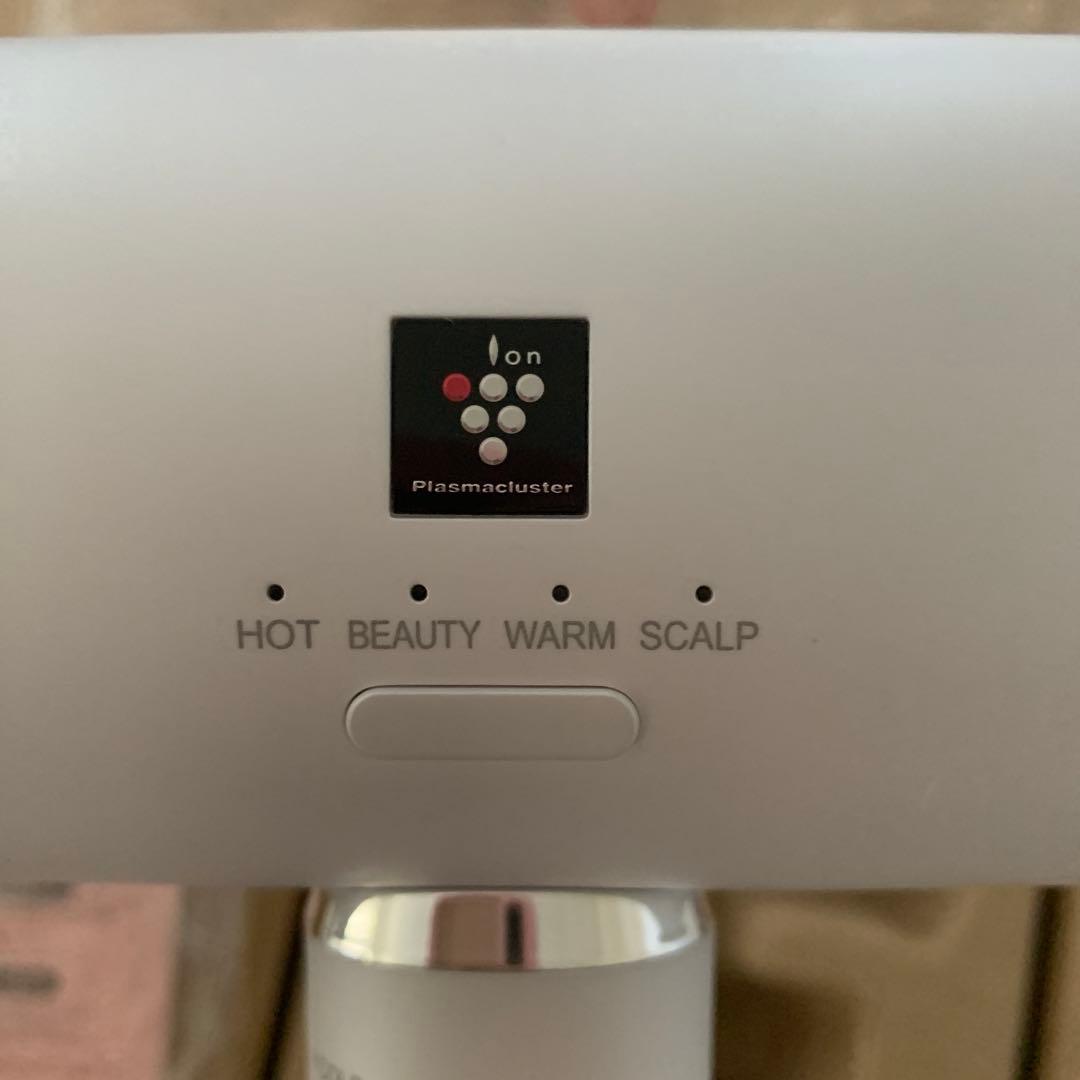 Ion
Plasmacluster
HOT BEAUTY WARM SCALP